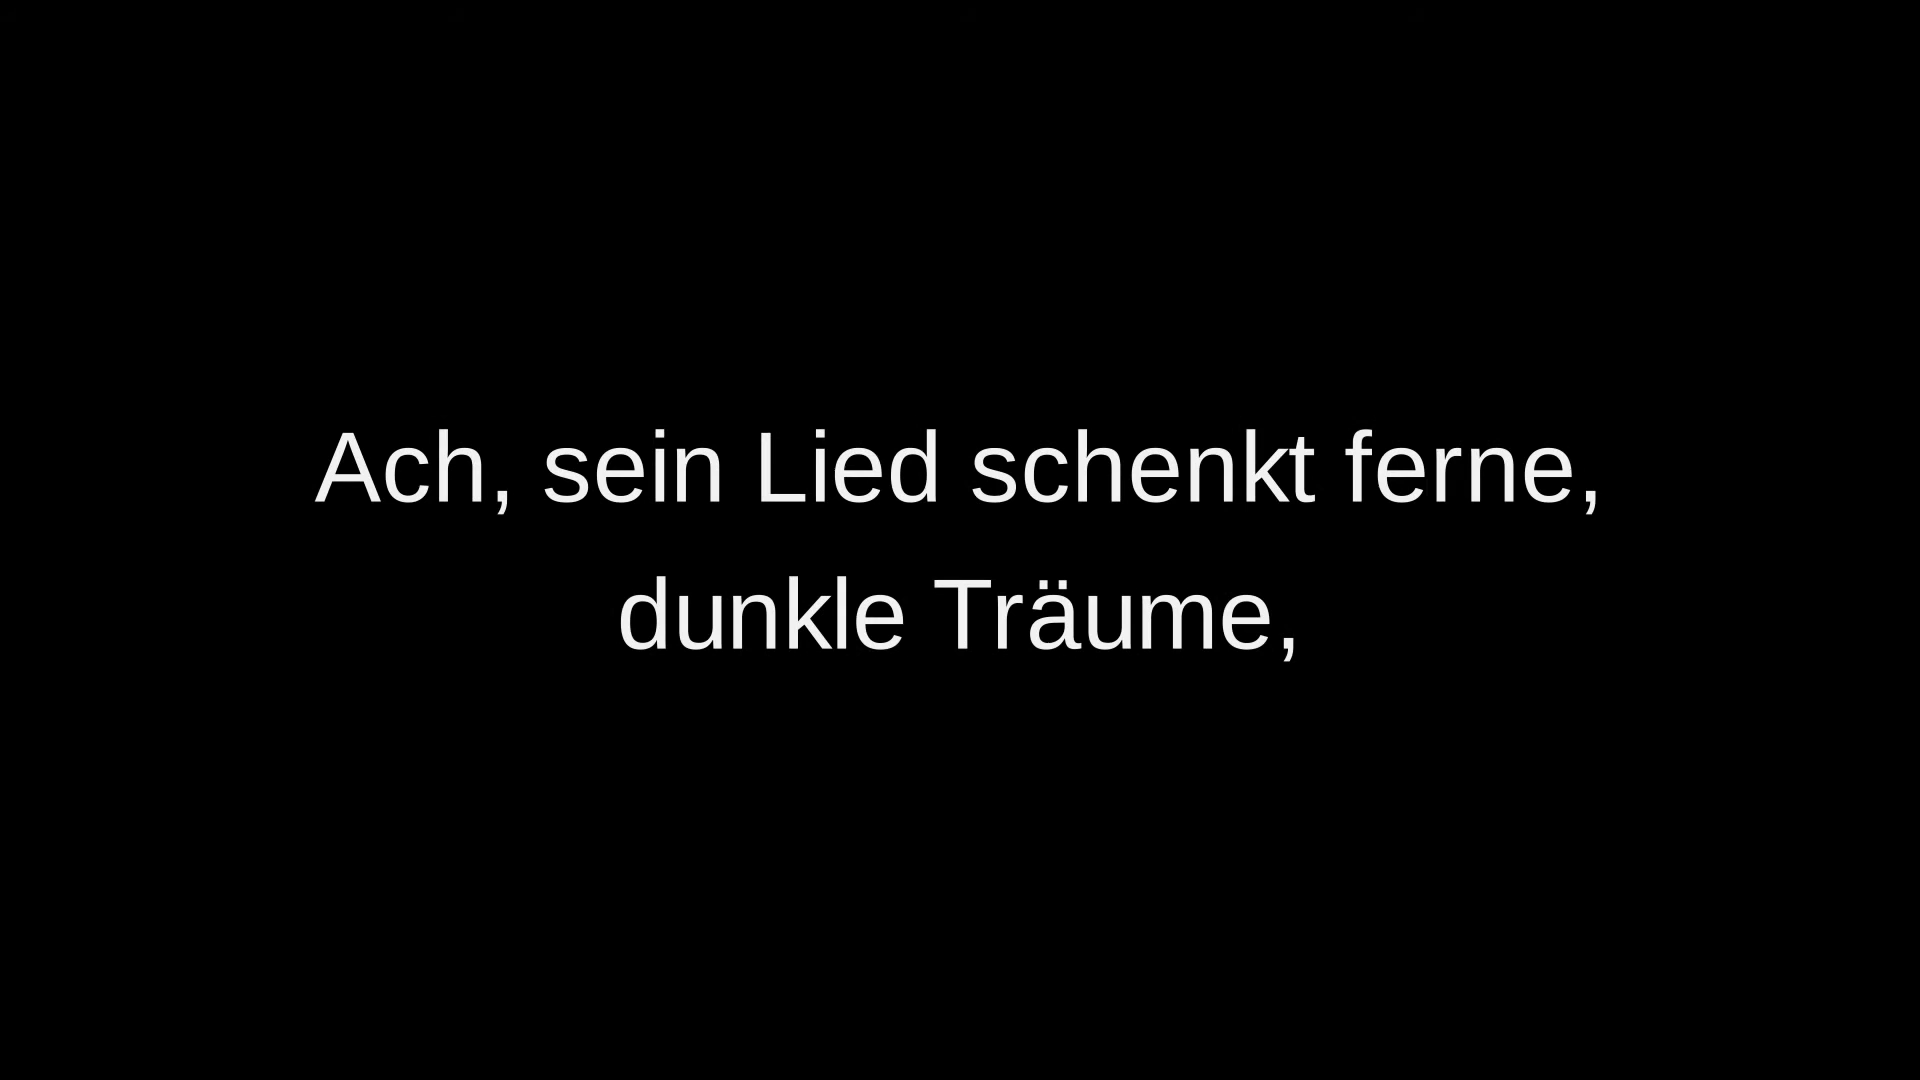 Ach, sein Lied schenkt ferne,
dunkle Träume,